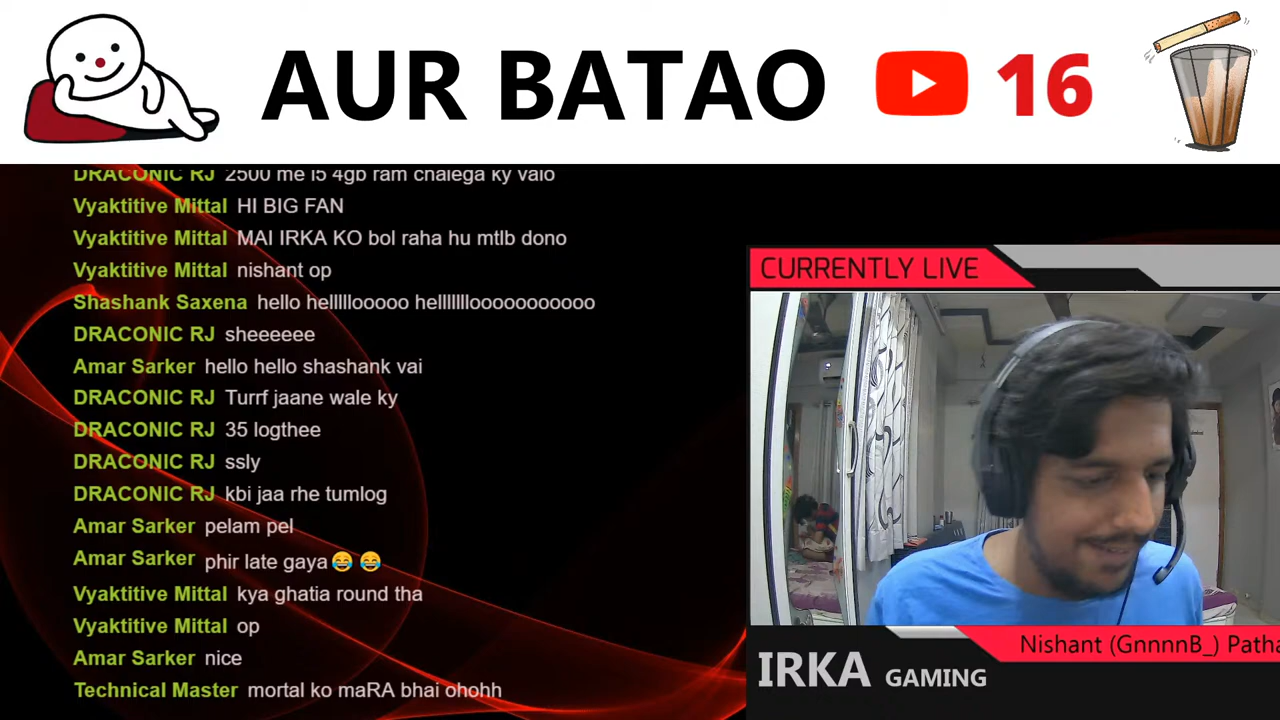 AUR BATAO 16
DRACONIC RJ 2500 me i5 4gb ram chalega ky valo
Vyaktitive Mittal HI BIG FAN
Vyaktitive Mittal MAI IRKA KO bol raha hu mtlb dono
Vyaktitive Mittal nishant op
Shashank Saxena hello helllllooooo helllllllooooooooooo
DRACONIC RJ sheeeeee
Amar Sarker hello hello shashank vai
DRACONIC RJ Turrf jaane wale ky
DRACONIC RJ 35 logthee
DRACONIC RJ ssly
DRACONIC RJ kbi jaa rhe tumlog
Amar Sarker pelam pel
Amar Sarker phir late gaya😂 😂
Vyaktitive Mittal kya ghatia round tha
Vyaktitive Mittal op
Amar Sarker nice
Technical Master mortal ko maRA bhai ohohh
CURRENTLY LIVE
Nishant (GnnnnB_) Patha
IRKA GAMING